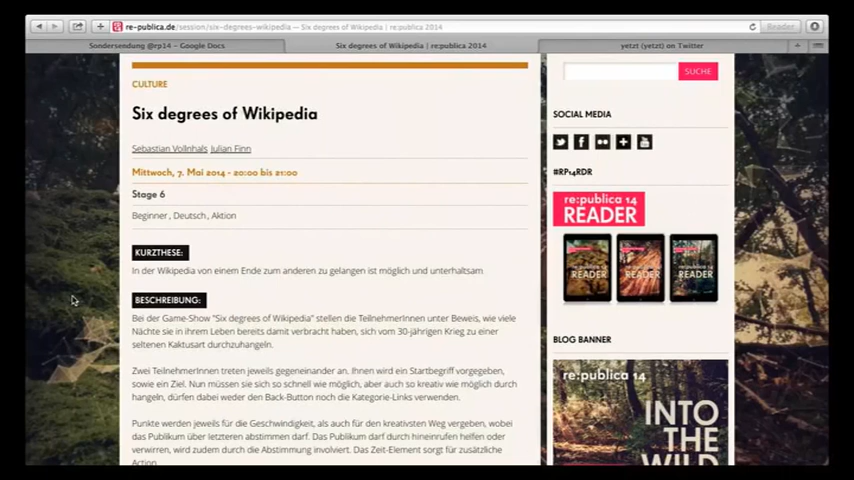 re-publica.de/session/six-degrees-wikipedia — Six degrees of Wikipedia | re:publica 2014
Reader
Sondersendung @rp14 – Google Docs
Six degrees of Wikipedia | re:publica 2014
yetzt (yetzt) on Twitter
CULTURE
Six degrees of Wikipedia
Sebastian Vollnhals Julian Finn
Mittwoch, 7. Mai 2014 - 20:00 bis 21:00
Stage 6
Beginner, Deutsch, Aktion
KURZTHESE:
In der Wikipedia von einem Ende zum anderen zu gelangen ist möglich und unterhaltsam
BESCHREIBUNG:
Bei der Game-Show "Six degrees of Wikipedia" stellen die TeilnehmerInnen unter Beweis, wie viele
Nächte sie in ihrem Leben bereits damit verbracht haben, sich vom 30-jährigen Krieg zu einer
seltenen Kaktusart durchzuhangeln.
Zwei TeilnehmerInnen treten jeweils gegeneinander an. Ihnen wird ein Startbegriff vorgegeben,
sowie ein Ziel. Nun müssen sie sich so schnell wie möglich, aber auch so kreativ wie möglich durch
hangeln, dürfen dabei weder den Back-Button noch die Kategorie-Links verwenden.
Punkte werden jeweils für die Geschwindigkeit, als auch für den kreativsten Weg vergeben, wobei
das Publikum über letzteren abstimmen darf. Das Publikum darf durch hineinrufen helfen oder
verwirren, wird zudem durch die Abstimmung involviert. Das Zeit-Element sorgt für zusätzliche
Action.
SUCHE
SOCIAL MEDIA
#RP14RDR
re:publica 14
READER
READER
READER
READER
BLOG BANNER
re:publica 14
INTO
THE
WILD